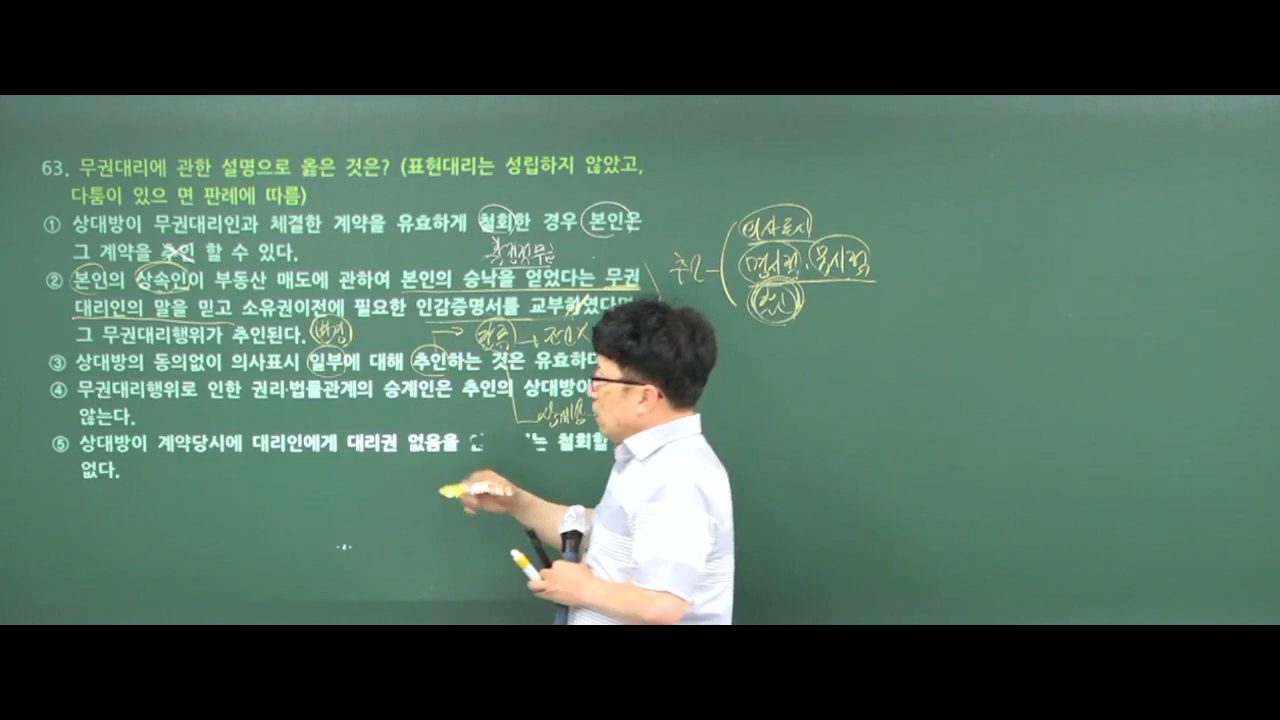 63. 무권대리에 관한 설명으로 옳은 것은? (표현대리는 성립하지 않았고,
다툼이 있으 면 판례에 따름)
① 상대방이 무권대리인과 체결한 계약을 유효하게 철회한 경우 본인은
그 계약을 추인 할 수 있다.
확정적무효
② 본인의 상속인이 부동산 매도에 관하여 본인의 승낙을 얻었다는 무권
대리인의 말을 믿고 소유권이전에 필요한 인감증명서를 교부하였다면
그 무권대리행위가 추인된다.
③ 상대방의 동의없이 의사표시 일부에 대해 추인하는 것은 유효하다
④ 무권대리행위로 인한 권리·법률관계의 승계인은 추인의 상대방이
않는다.
⑤ 상대방이 계약당시에 대리인에게 대리권 없음을 는 철회할
없다.
추인
의사표시
명시적·묵시적